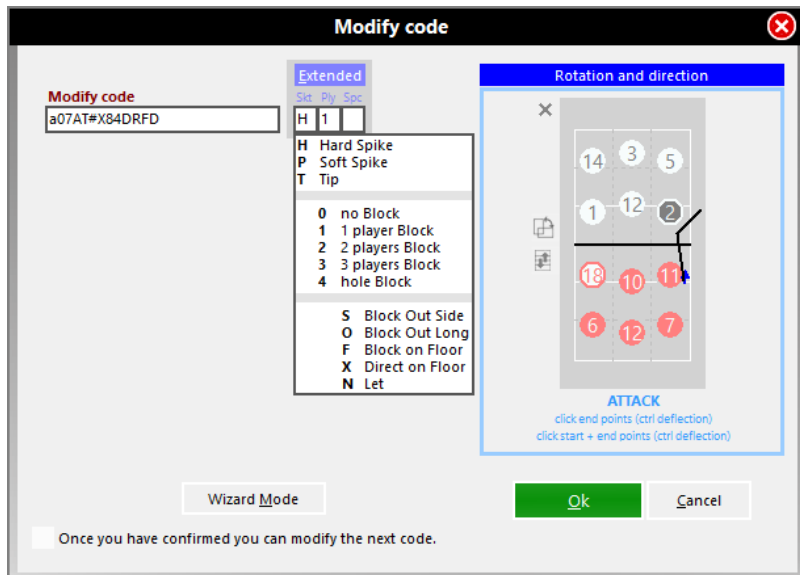 Modify code
Extended
Rotation and direction
Modify code
Skt Ply Spc
a07AT#X84DRFD
H 1
H Hard Spike
P Soft Spike
T Tip
0 no Block
1 1 player Block
2 2 players Block
3 3 players Block
4 hole Block
S Block Out Side
O Block Out Long
F Block on Floor
X Direct on Floor
N Let
14 3 5
1 12 2
18 10 11
6 12 7
ATTACK
click end points (ctrl deflection)
click start + end points (ctrl deflection)
Wizard Mode
Ok
Cancel
Once you have confirmed you can modify the next code.